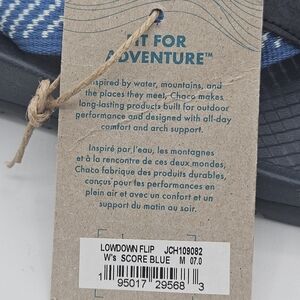 FIT FOR
ADVENTURE™
Inspired by water, mountains, and
the places they meet, Chaco makes
long-lasting products built for outdoor
performance and designed with all-day
comfort and arch support.
Inspiré par l'eau, les montagnes
et à la rencontre de ces deux mondes,
Chaco fabrique des produits durables,
conçus pour les performances en
plein air et avec un confort et un
support du matin au soir.
LOWDOWN FLIP JCH109082
W's SCORE BLUE M 07.0
1 95017 29568 3